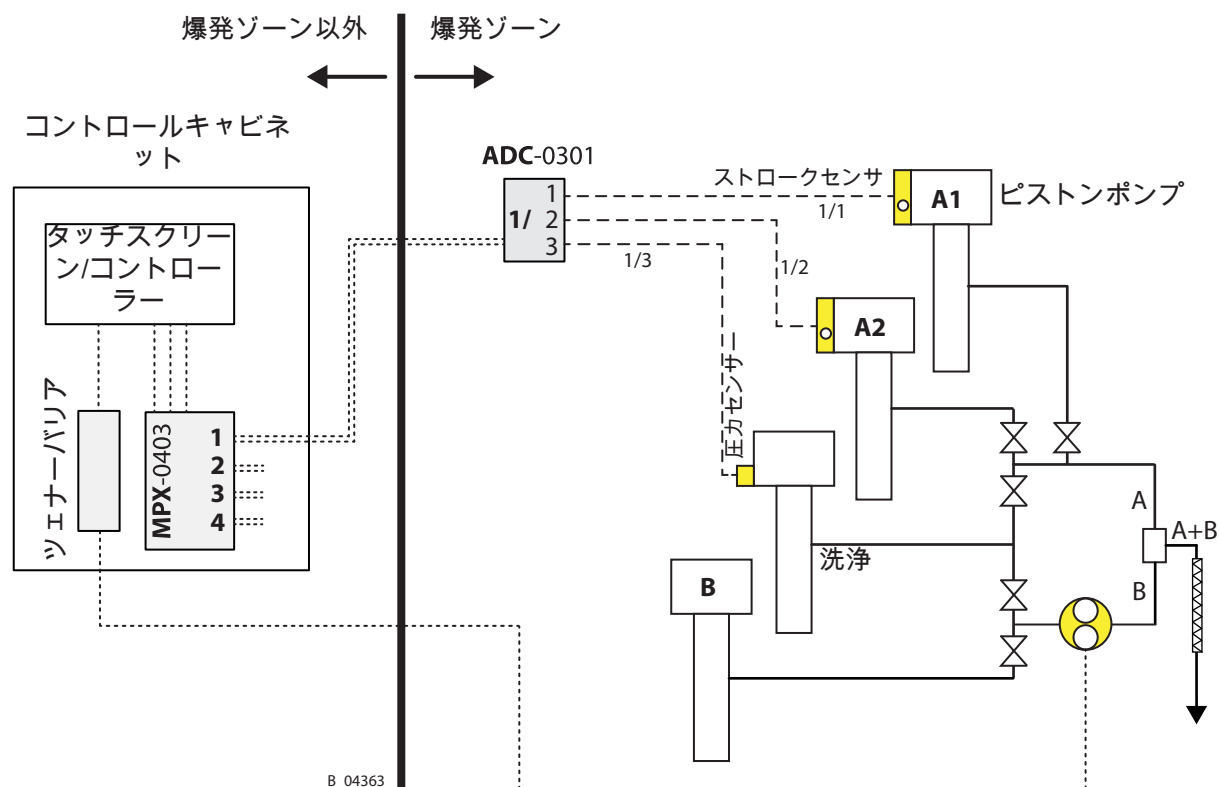 爆発ゾーン以外
爆発ゾーン
コントロールキャビネ
ット
タッチスクリー
ン/コントロー
ラー
ツェナーバリア
MPX-0403
1
2
3
4
ADC-0301
1/
1
2
3
ストロークセンサ
1/1
1/2
1/3
圧力センサー
A1
ピストンポンプ
A2
洗浄
B
A
A+B
B
B_04363